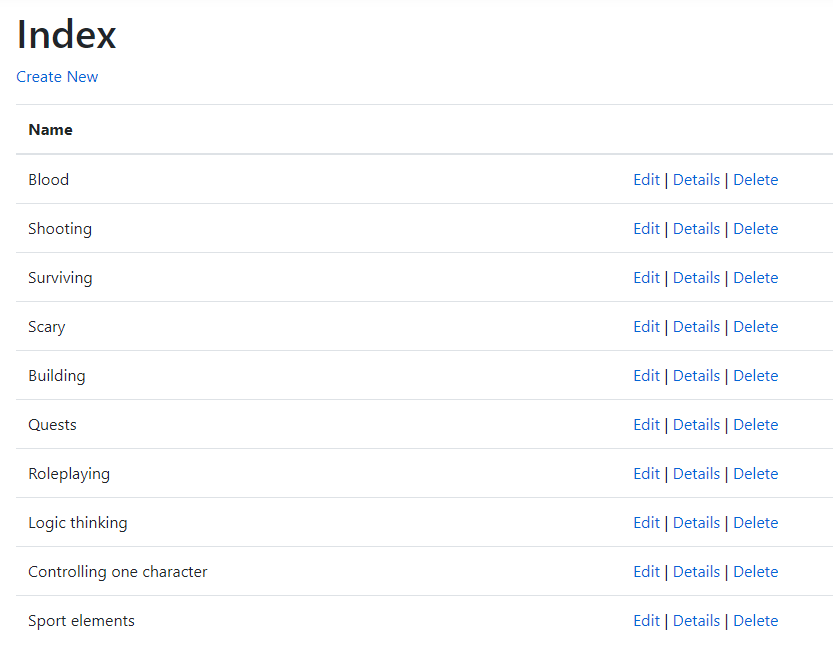 Index
Create New
Name
Blood Edit | Details | Delete
Shooting Edit | Details | Delete
Surviving Edit | Details | Delete
Scary Edit | Details | Delete
Building Edit | Details | Delete
Quests Edit | Details | Delete
Roleplaying Edit | Details | Delete
Logic thinking Edit | Details | Delete
Controlling one character Edit | Details | Delete
Sport elements Edit | Details | Delete